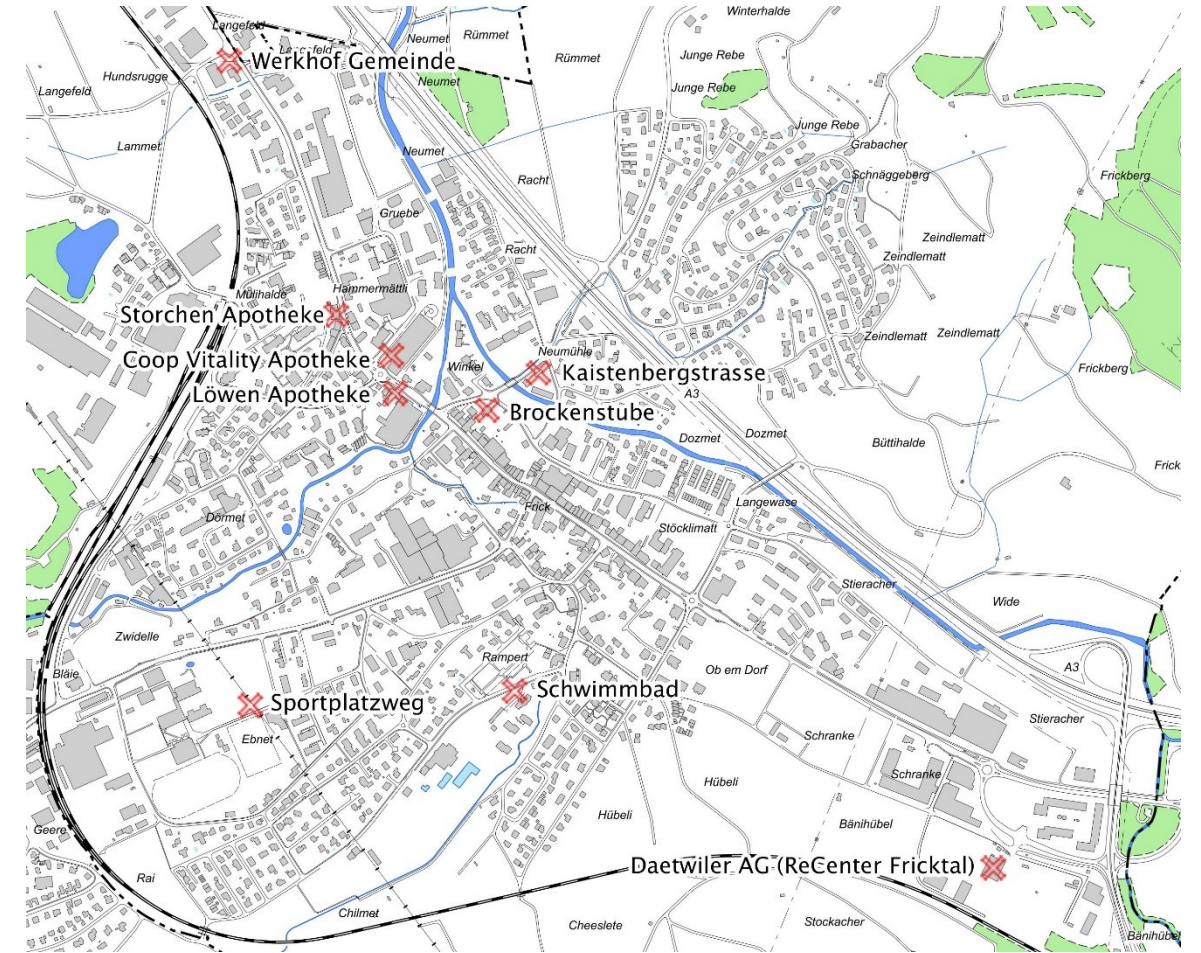 Winterhalde
Langefeld
Neumet
Rümmet
Langefeld
Werkhof Gemeinde
Rümmet
Junge Rebe
Hundsrugge
Neumet
Junge Rebe
Langefeld
Junge Rebe
Lammet
Neumet
Grabacher
Racht
Schnäggeberg
Frickberg
Gruebe
Racht
Zeindlematt
Zeindlematt
Hammermättli
Mülihalde
Storchen Apotheke
Zeindlematt
Zeindlematt
Coop Vitality Apotheke
Winkel
Neumühle
Frickberg
Kaistenbergstrasse
Löwen Apotheke
A3
Brockenstube
Dozmet
Dozmet
Büttihalde
Frick
Langewase
Dörmet
Frick
Stöcklimatt
Stieracher
Wide
Zwidelle
Rampert
Ob em Dorf
A3
Bläie
Schwimmbad
Sportplatzweg
Stieracher
Ebnet
Schranke
Schranke
Hübeli
Hübeli
Bänihübel
Geere
Daetwiler AG (ReCenter Fricktal)
Rai
Chilmet
Cheeslete
Stockacher
Bänihübel